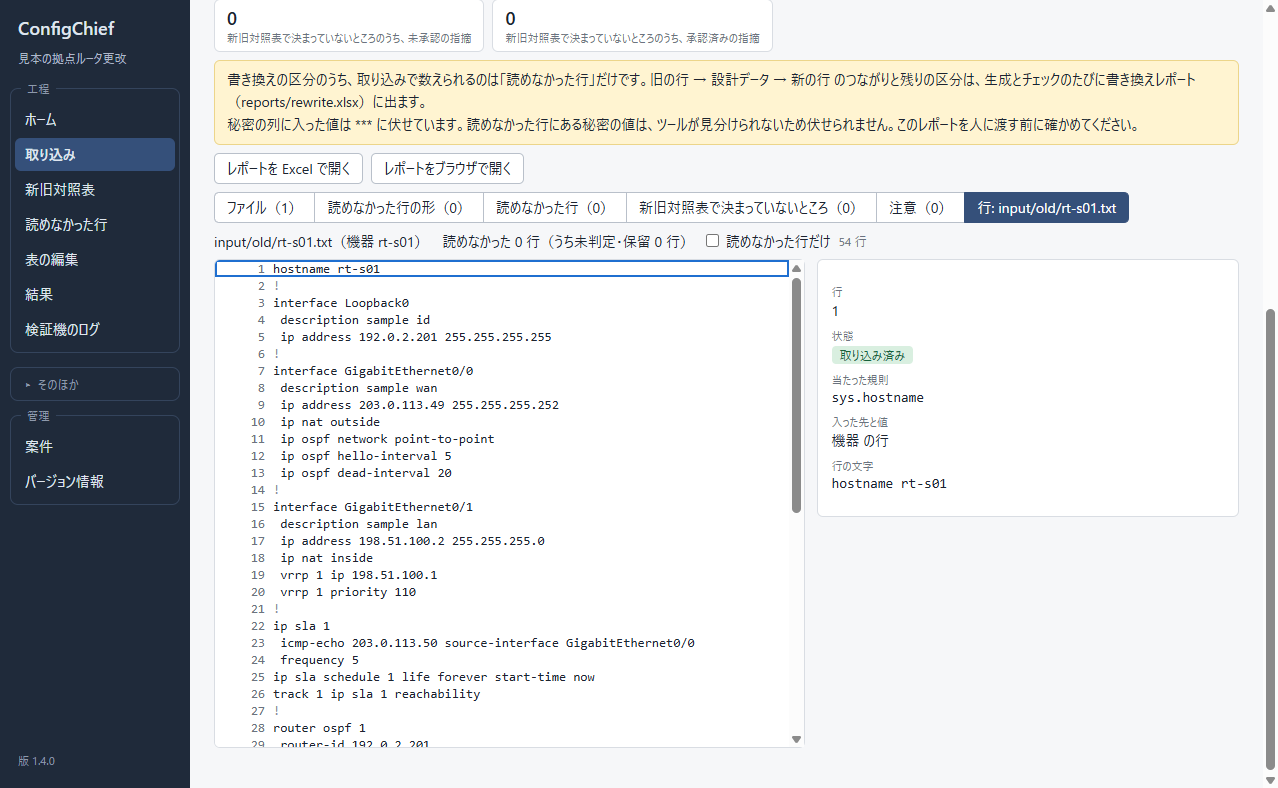 ConfigChief
見本の拠点ルータ更改
工程
ホーム
取り込み
新旧対照表
読めなかった行
表の編集
結果
検証機のログ
▸ そのほか
管理
案件
バージョン情報
版 1.4.0
0
新旧対照表で決まっていないところのうち、未承認の指摘
0
新旧対照表で決まっていないところのうち、承認済みの指摘
書き換えの区分のうち、取り込みで数えられるのは「読めなかった行」だけです。旧の行 → 設計データ → 新の行 のつながりと残りの区分は、生成とチェックのたびに書き換えレポート
（reports/rewrite.xlsx）に出ます。
秘密の列に入った値は *** に伏せています。読めなかった行にある秘密の値は、ツールが見分けられないため伏せられません。このレポートを人に渡す前に確かめてください。
レポートを Excel で開く
レポートをブラウザで開く
ファイル（1）
読めなかった行の形（0）
読めなかった行（0）
新旧対照表で決まっていないところ（0）
注意（0）
行: input/old/rt-s01.txt
input/old/rt-s01.txt（機器 rt-s01） 読めなかった 0 行（うち未判定・保留 0 行） 読めなかった行だけ 54 行
1 hostname rt-s01
2 !
3 interface Loopback0
4  description sample id
5  ip address 192.0.2.201 255.255.255.255
6 !
7 interface GigabitEthernet0/0
8  description sample wan
9  ip address 203.0.113.49 255.255.255.252
10  ip nat outside
11  ip ospf network point-to-point
12  ip ospf hello-interval 5
13  ip ospf dead-interval 20
14 !
15 interface GigabitEthernet0/1
16  description sample lan
17  ip address 198.51.100.2 255.255.255.0
18  ip nat inside
19  vrrp 1 ip 198.51.100.1
20  vrrp 1 priority 110
21 !
22 ip sla 1
23  icmp-echo 203.0.113.50 source-interface GigabitEthernet0/0
24  frequency 5
25 ip sla schedule 1 life forever start-time now
26 track 1 ip sla 1 reachability
27 !
28 router ospf 1
29  router-id 192.0.2.201
行
1
状態
取り込み済み
当たった規則
sys.hostname
入った先と値
機器 の行
行の文字
hostname rt-s01